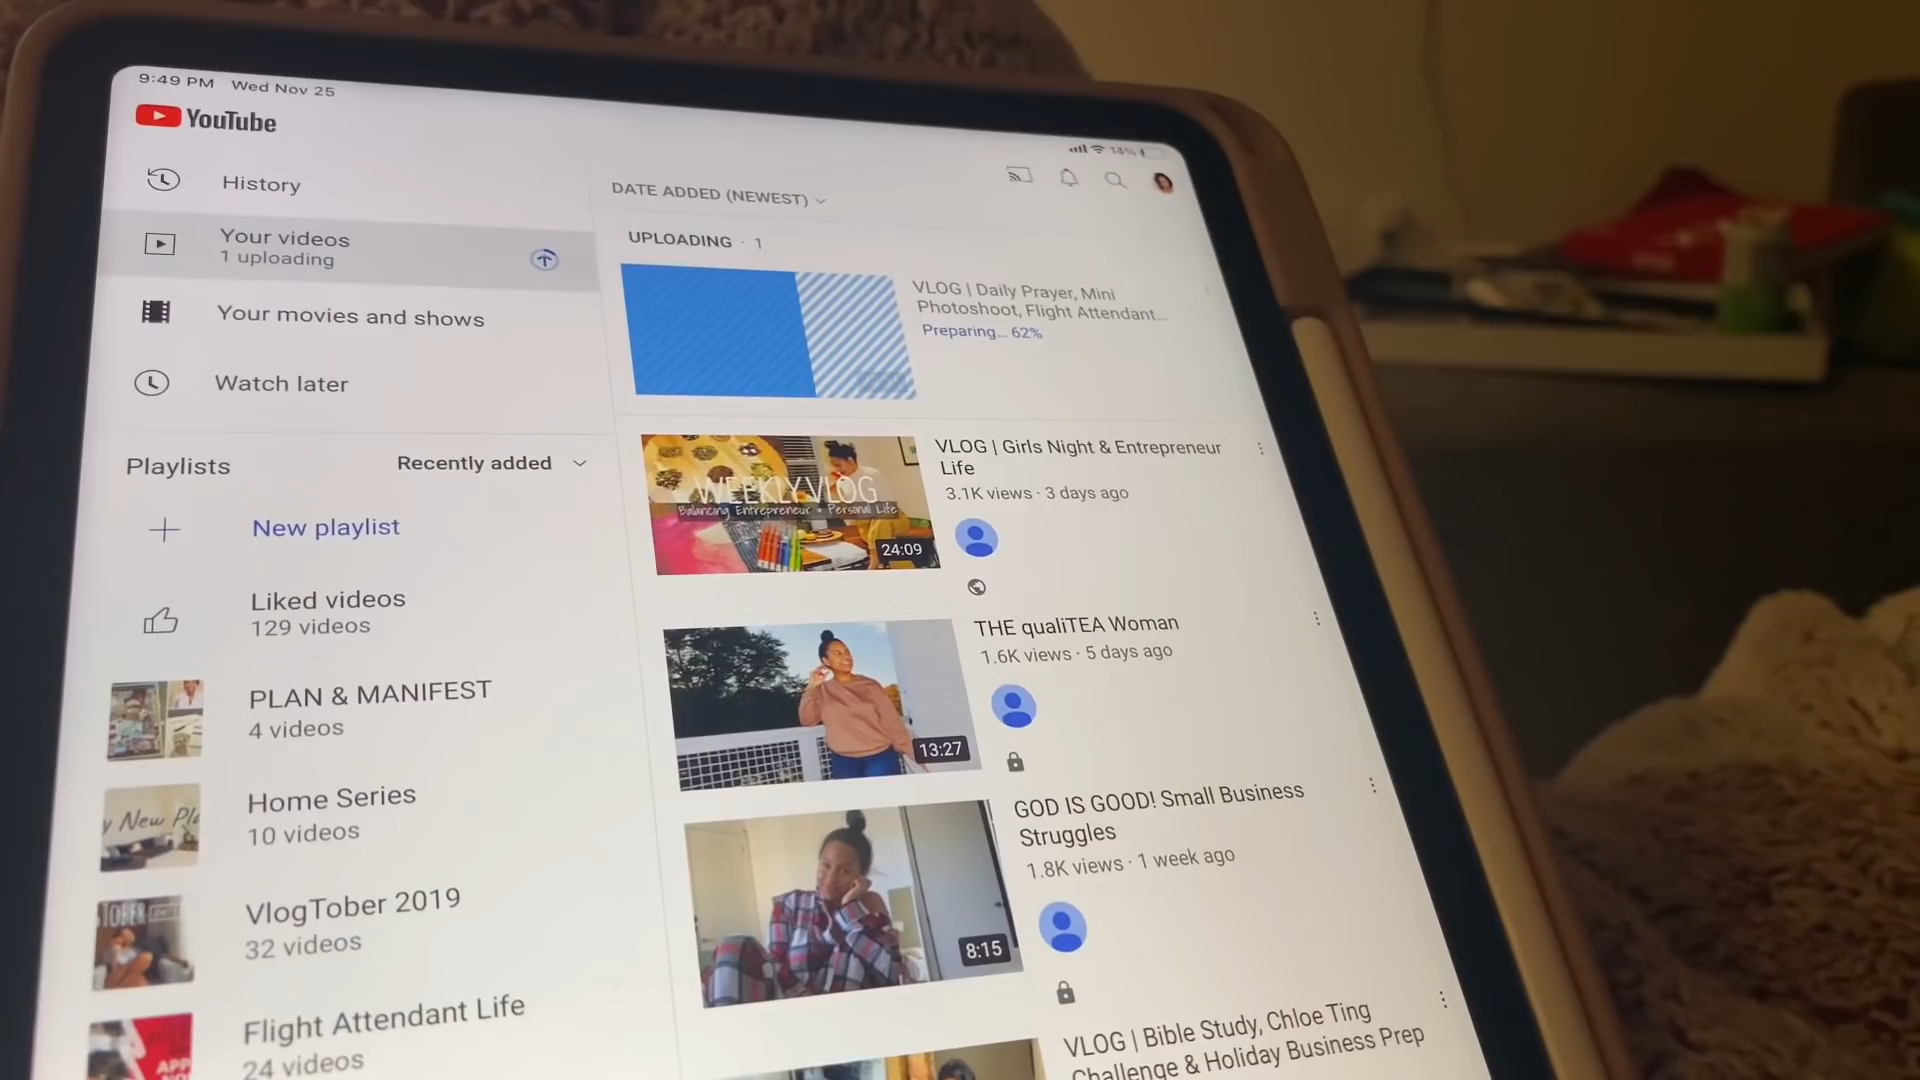 9:49 PM Wed Nov 25
14%
YouTube
History
Your videos
1 uploading
Your movies and shows
Watch later
Playlists
Recently added
New playlist
Liked videos
129 videos
PLAN & MANIFEST
4 videos
Home Series
10 videos
VlogTober 2019
32 videos
Flight Attendant Life
24 videos
DATE ADDED (NEWEST)
UPLOADING · 1
VLOG | Daily Prayer, Mini
Photoshoot, Flight Attendant...
Preparing... 62%
WEEKLY VLOG
Balancing Entrepreneur + Personal Life
24:09
VLOG | Girls Night & Entrepreneur
Life
3.1K views · 3 days ago
13:27
THE qualiTEA Woman
1.6K views · 5 days ago
8:15
GOD IS GOOD! Small Business
Struggles
1.8K views · 1 week ago
VLOG | Bible Study, Chloe Ting
Challenge & Holiday Business Prep